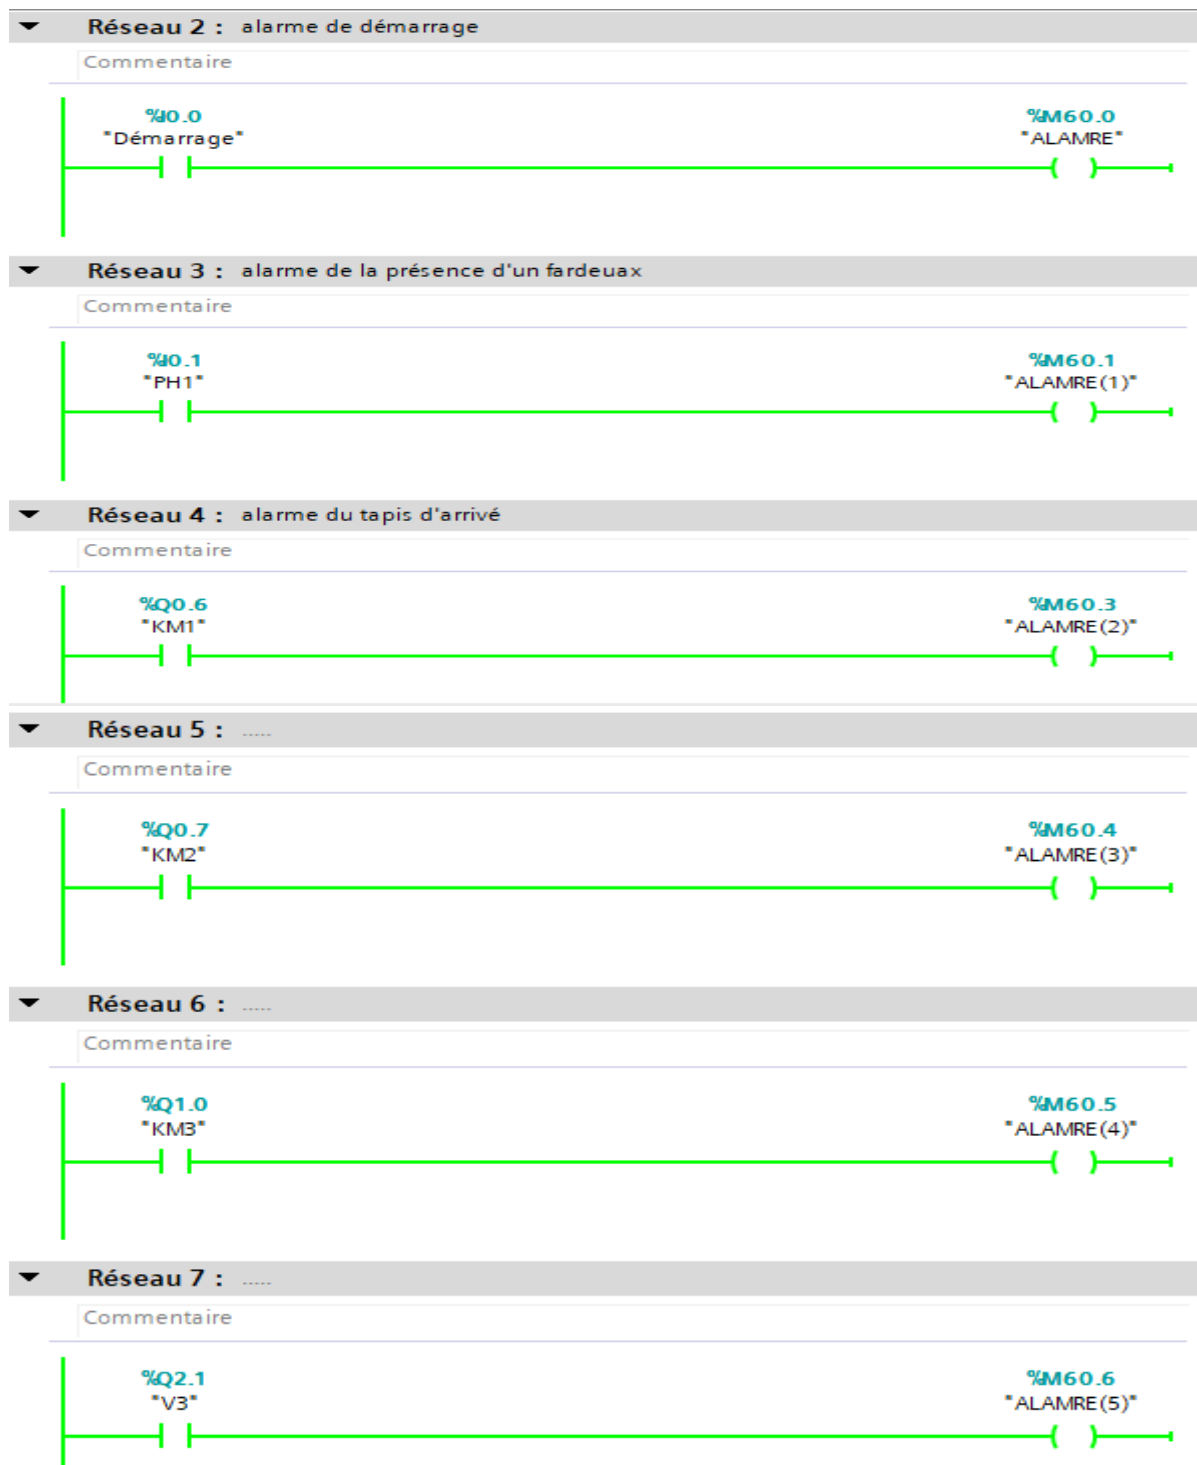 Réseau 2 : alarme de démarrage
Commentaire
%I0.0 %M60.0
"Démarrage" "ALAMRE"
Réseau 3 : alarme de la présence d'un fardeuax
Commentaire
%I0.1 %M60.1
"PH1" "ALAMRE(1)"
Réseau 4 : alarme du tapis d'arrivé
Commentaire
%Q0.6 %M60.3
"KM1" "ALAMRE(2)"
Réseau 5 : .....
Commentaire
%Q0.7 %M60.4
"KM2" "ALAMRE(3)"
Réseau 6 : .....
Commentaire
%Q1.0 %M60.5
"KM3" "ALAMRE(4)"
Réseau 7 : .....
Commentaire
%Q2.1 %M60.6
"V3" "ALAMRE(5)"